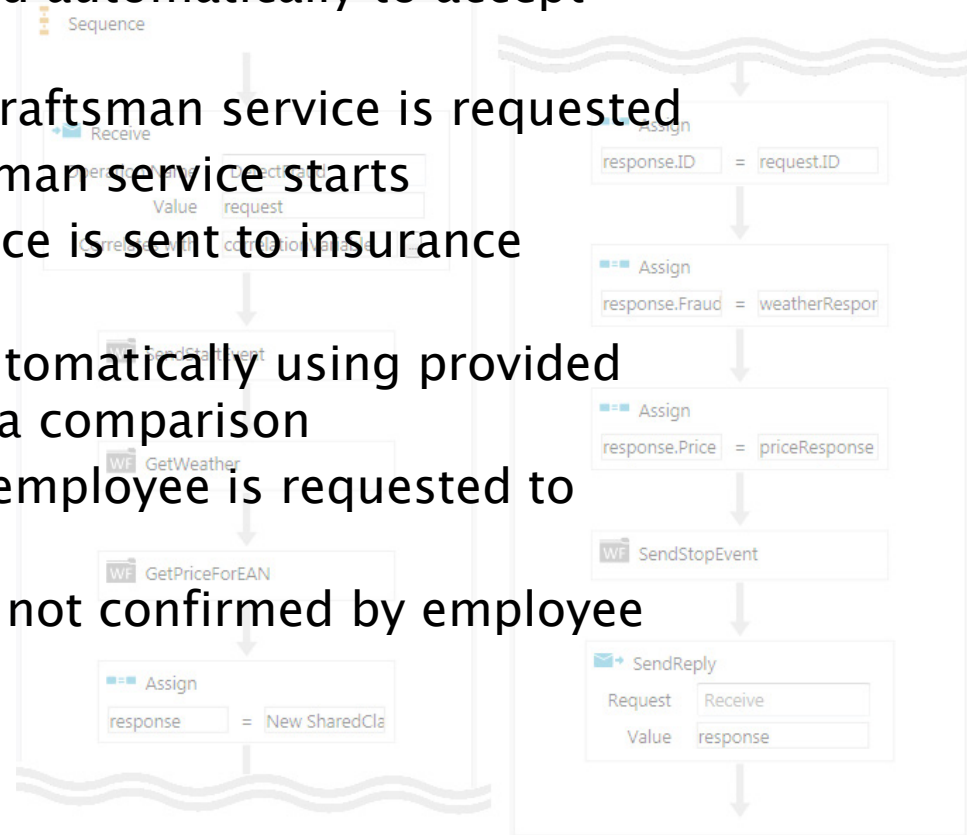 automatically to accept
Sequence
raftsman service is requested
Receive
man service starts
Value request
ce is sent to insurance
SendStartEvent
tomatically using provided
a comparison
GetWeather
employee is requested to
GetPriceForEAN
not confirmed by employee
Assign
response = New SharedCla
Assign
response.ID = request.ID
Assign
response.Fraud = weatherRespor
Assign
response.Price = priceResponse
SendStopEvent
SendReply
Request Receive
Value response